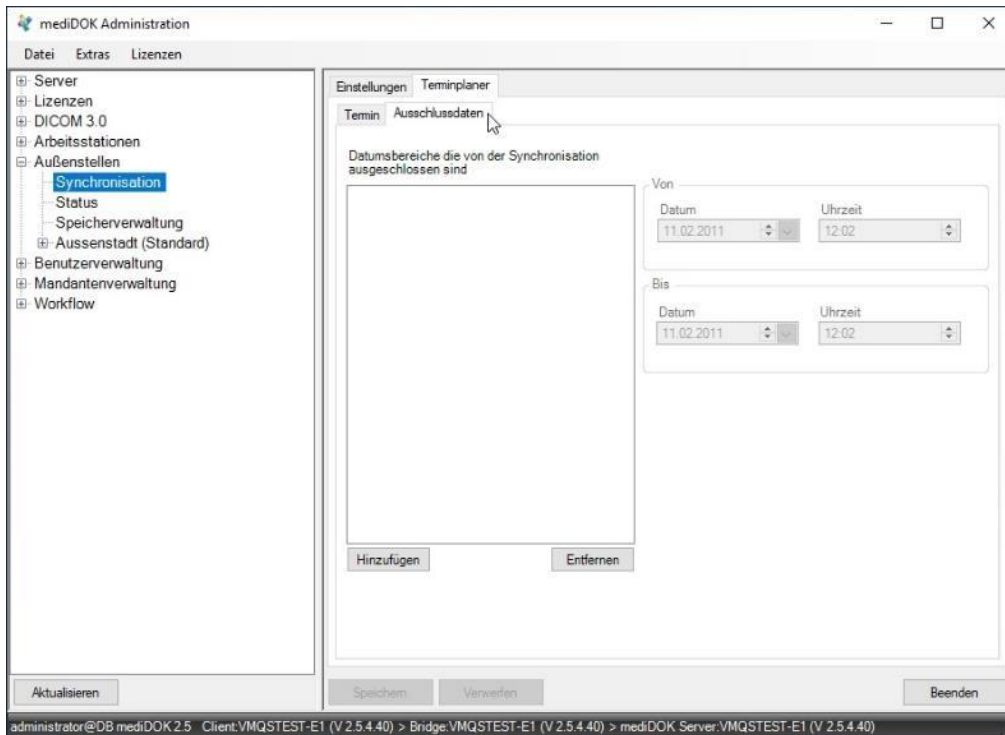 mediDOK Administration
Datei Extras Lizenzen
Server
Lizenzen
DICOM 3.0
Arbeitsstationen
Außenstellen
Synchronisation
Status
Speicherverwaltung
Aussenstadt (Standard)
Benutzerverwaltung
Mandantenverwaltung
Workflow
Aktualisieren
Einstellungen Terminplaner
Termin Ausschlussdaten
Datumsbereiche die von der Synchronisation
ausgeschlossen sind
Hinzufügen Entfernen
Von
Datum Uhrzeit
11.02.2011 12:02
Bis
Datum Uhrzeit
11.02.2011 12:02
Speichern Verwerfen Beenden
administrator@DB mediDOK 2.5 Client:VMQSTEST-E1 (V 2.5.4.40) > Bridge:VMQSTEST-E1 (V 2.5.4.40) > mediDOK Server:VMQSTEST-E1 (V 2.5.4.40)